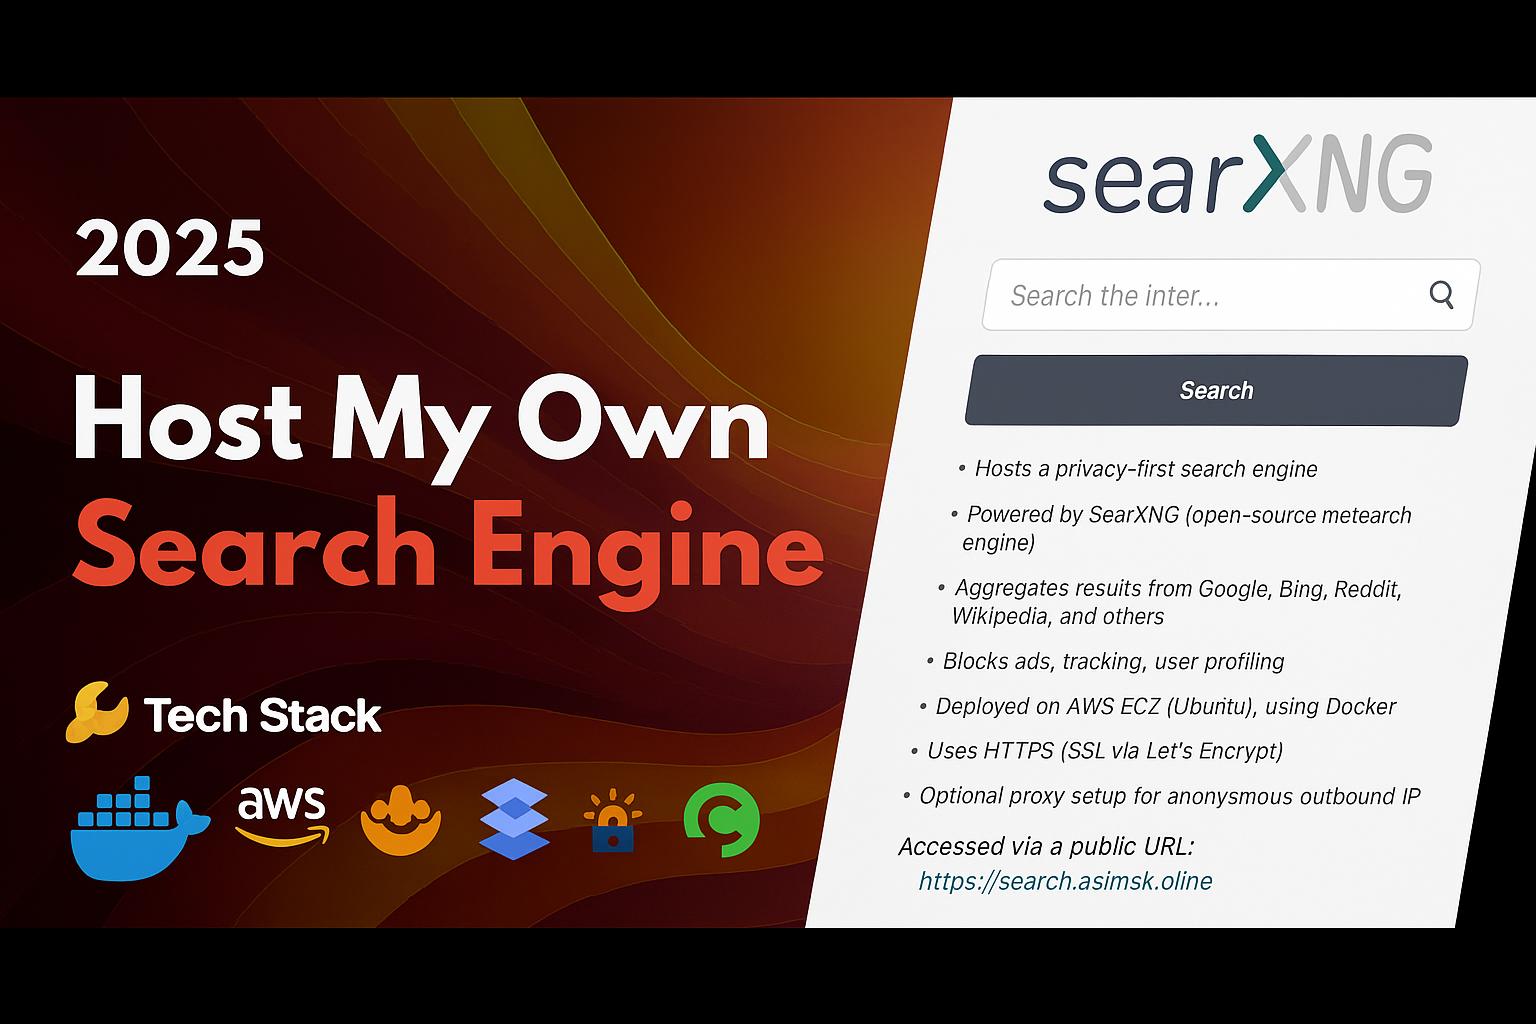 2025
Host My Own
Search Engine
Tech Stack
aws
searXNG
Search the inter...
Search
• Hosts a privacy-first search engine
• Powered by SearXNG (open-source metearch
engine)
• Aggregates resuits from Google, Bing, Reddit,
Wikipedia, and others
• Blocks ads, tracking, user profiling
• Deployed on AWS ECZ (Ubuntu), using Docker
• Uses HTTPS (SSL vla Let's Encrypt)
• Optional proxy setup for anonysmous outbound IP
Accessed via a public URL:
https://search.asimsk.oline